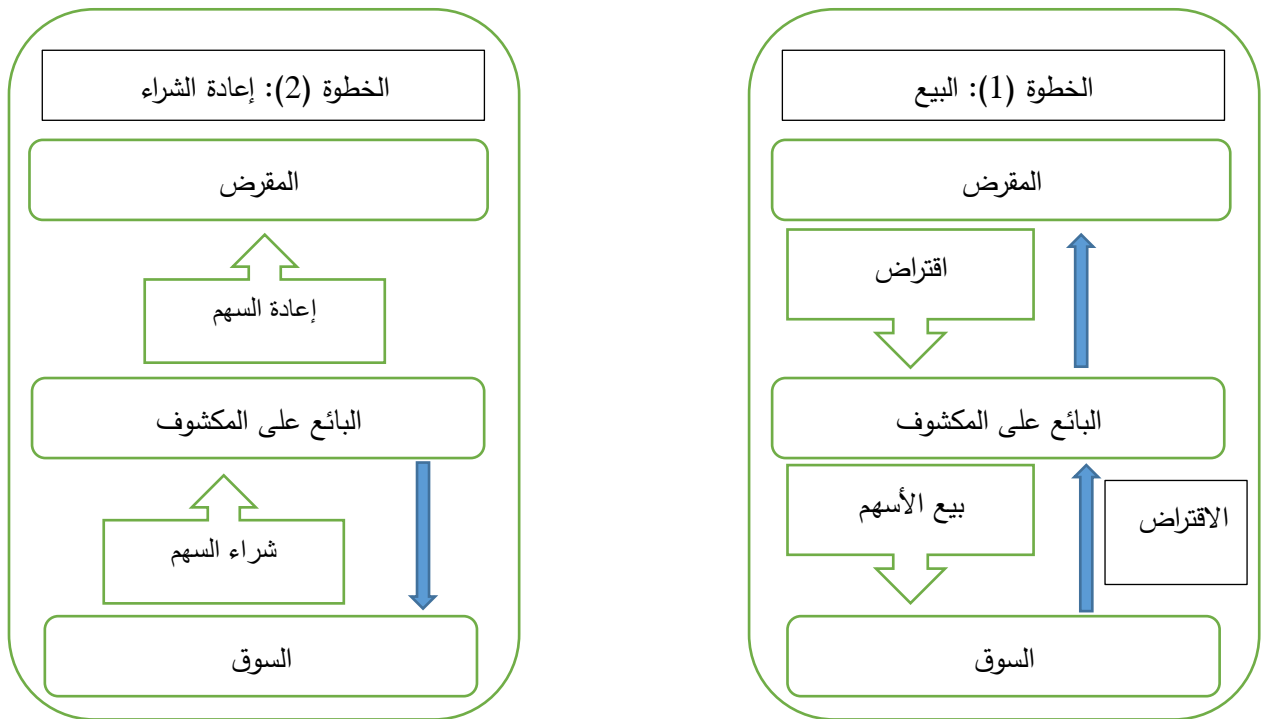 الخطوة (1): البيع
المقرض
اقتراض
البائع على المكشوف
بيع الأسهم
الاقتراض
السوق
الخطوة (2): إعادة الشراء
المقرض
إعادة السهم
البائع على المكشوف
شراء السهم
السوق